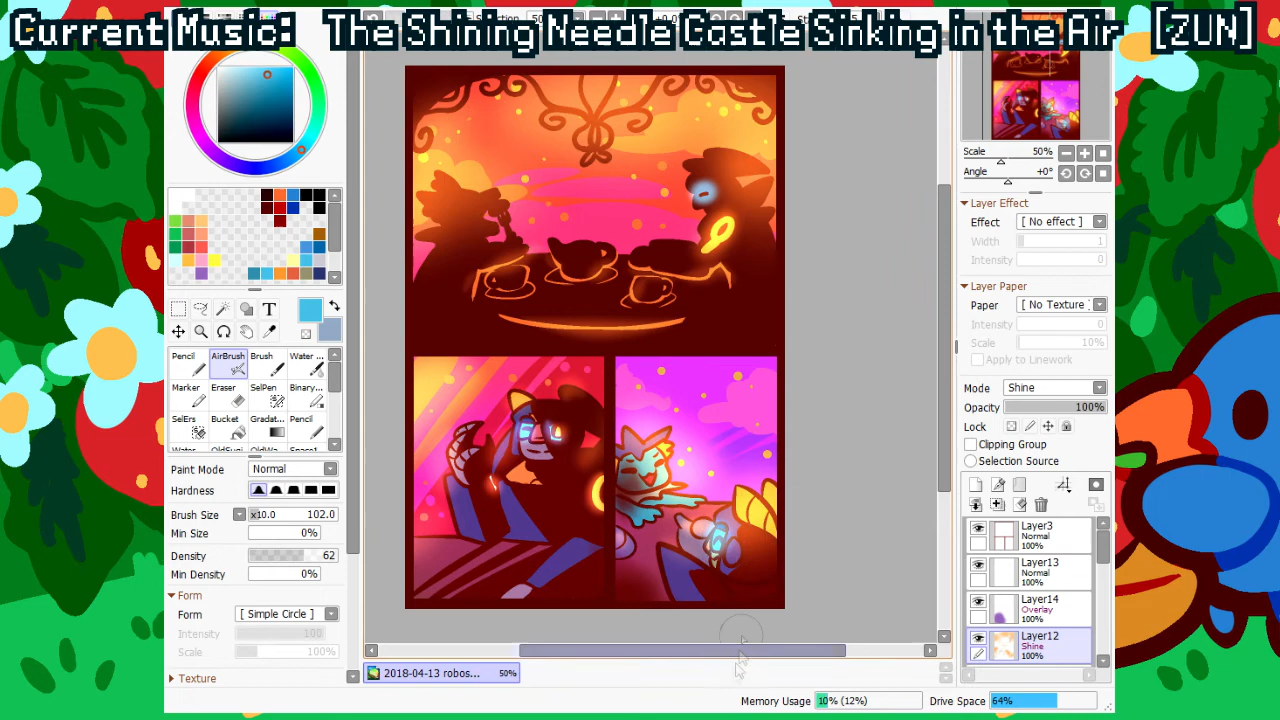 Current Music: The Shining Needle Castle Sinking in the Air [ZUN]
Scale 50%
Angle +0°
Layer Effect
Effect [ No effect ]
Width 1
Intensity 0
Layer Paper
Paper [ No Texture ]
Intensity 0
Scale 10%
Apply to Linework
Mode Shine
Opacity 100%
Lock
Clipping Group
Selection Source
Layer3
Normal
100%
Layer13
Normal
100%
Layer14
Overlay
100%
Layer12
Shine
100%
T
Pencil AirBrush Brush Water ...
Marker Eraser SelPen Binary...
SelErs Bucket Gradat... Pencil
Paint Mode Normal
Hardness
Brush Size x10.0 102.0
Min Size 0%
Density 62
Min Density 0%
Form
Form [ Simple Circle ]
Intensity 100
Scale 100%
Texture
2018-04-13 robos... 50%
Memory Usage 10% (12%) Drive Space 64%